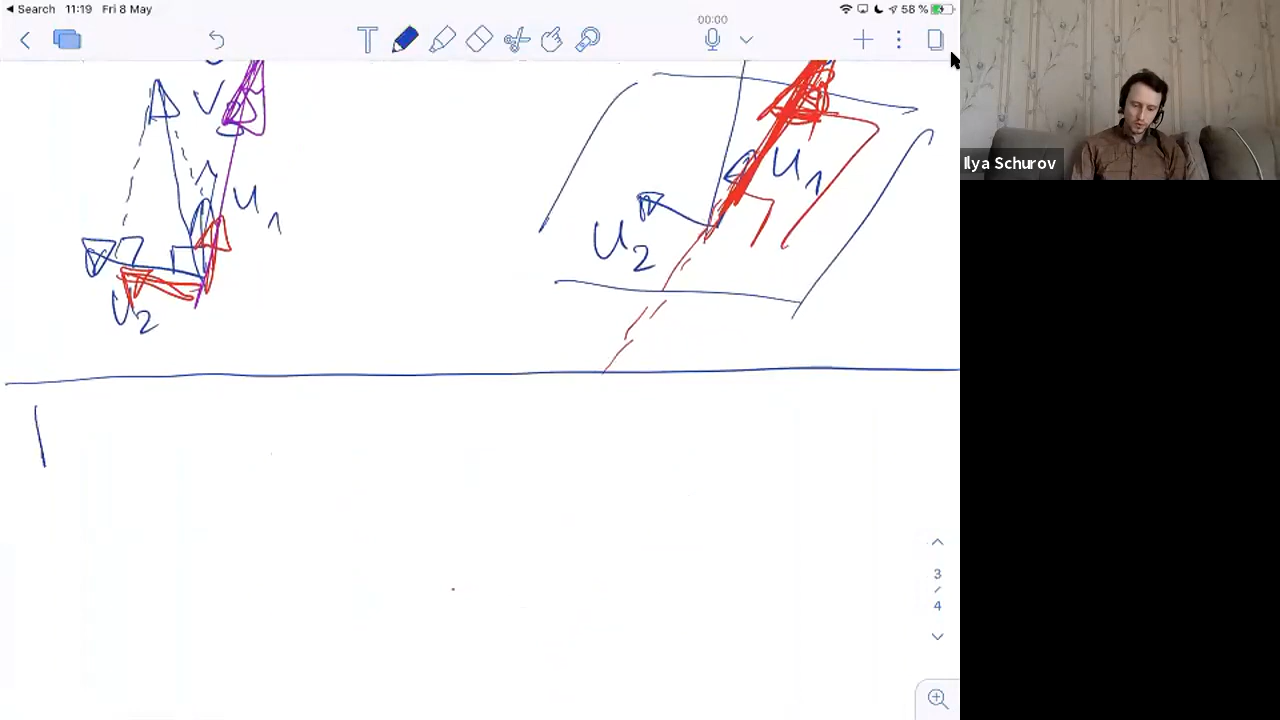 Search 11:19 Fri 8 May
58 %
00:00
T
V
u1
u2
u1
u2
Ilya Schurov
3
/
4